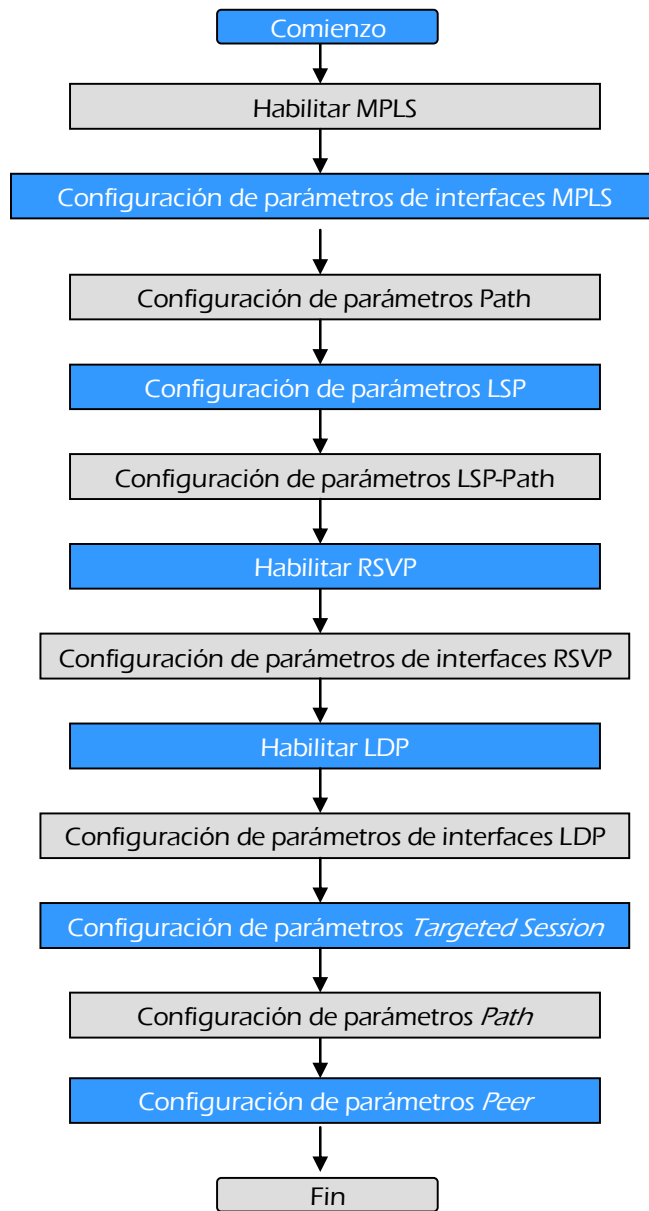 Comienzo
Habilitar MPLS
Configuración de parámetros de interfaces MPLS
Configuración de parámetros Path
Configuración de parámetros LSP
Configuración de parámetros LSP-Path
Habilitar RSVP
Configuración de parámetros de interfaces RSVP
Habilitar LDP
Configuración de parámetros de interfaces LDP
Configuración de parámetros Targeted Session
Configuración de parámetros Path
Configuración de parámetros Peer
Fin